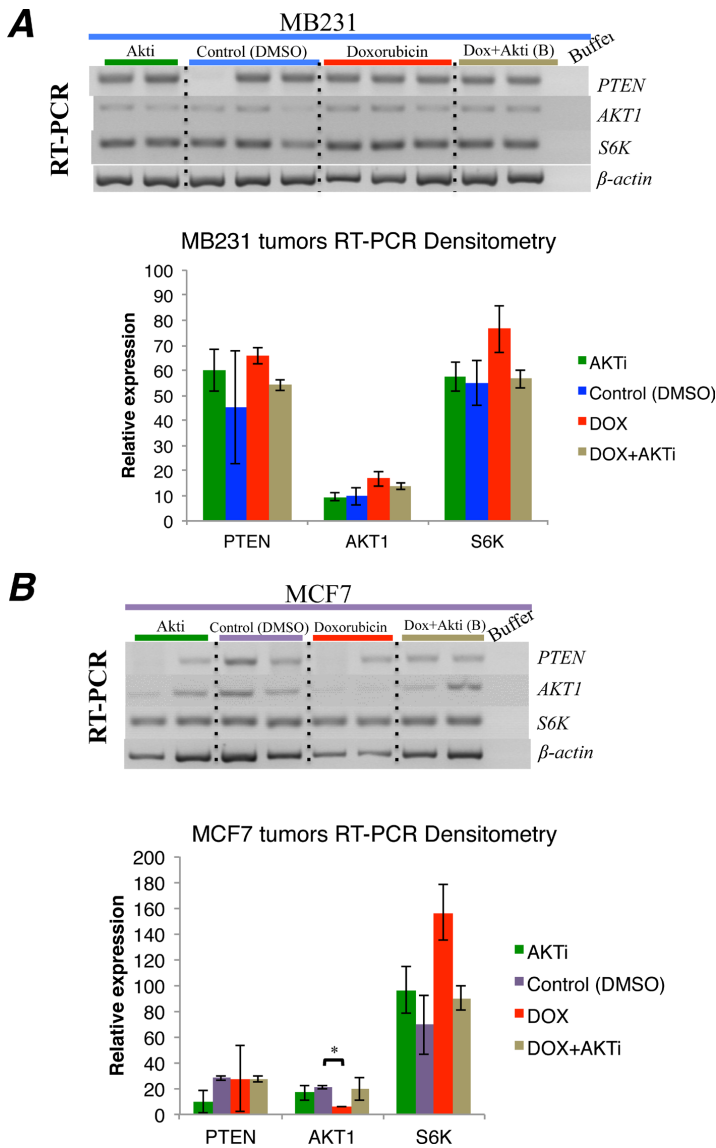 A
MB231
Akti Control (DMSO) Doxorubicin Dox+Akti (B) Buffer
RT-PCR
PTEN
AKT1
S6K
β-actin
MB231 tumors RT-PCR Densitometry
Relative expression
100
90
80
70
60
50
40
30
20
10
0
PTEN AKT1 S6K
AKTi
Control (DMSO)
DOX
DOX+AKTi
B
MCF7
Akti Control (DMSO) Doxorubicin Dox+Akti (B) Buffer
RT-PCR
PTEN
AKT1
S6K
β-actin
MCF7 tumors RT-PCR Densitometry
Relative expression
200
180
160
140
120
100
80
60
40
20
0
*
PTEN AKT1 S6K
AKTi
Control (DMSO)
DOX
DOX+AKTi